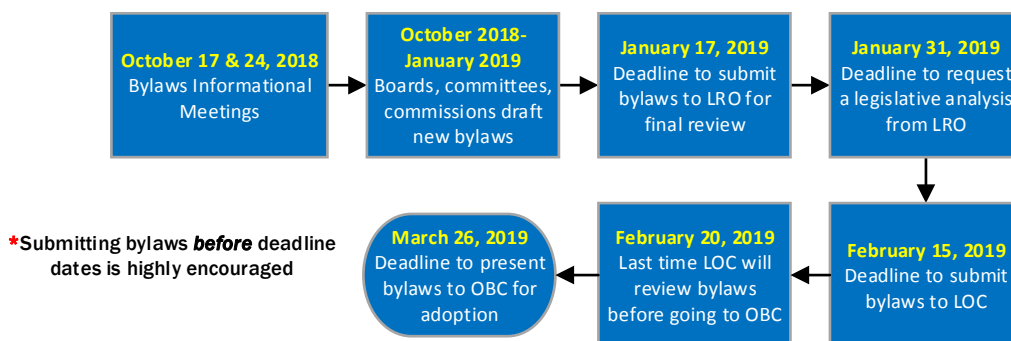 October 17 & 24, 2018
Bylaws Informational
Meetings
October 2018-
January 2019
Boards, committees,
commissions draft
new bylaws
January 17, 2019
Deadline to submit
bylaws to LRO for
final review
January 31, 2019
Deadline to request
a legislative analysis
from LRO
February 15, 2019
Deadline to submit
bylaws to LOC
February 20, 2019
Last time LOC will
review bylaws
before going to OBC
March 26, 2019
Deadline to present
bylaws to OBC for
adoption
*Submitting bylaws before deadline
dates is highly encouraged